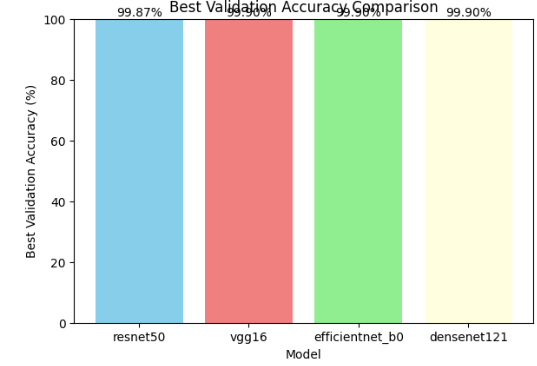 Best Validation Accuracy Comparison
99.87% 99.90% 99.90% 99.90%
100
80
60
40
20
0
Best Validation Accuracy (%)
resnet50 vgg16 efficientnet_b0 densenet121
Model